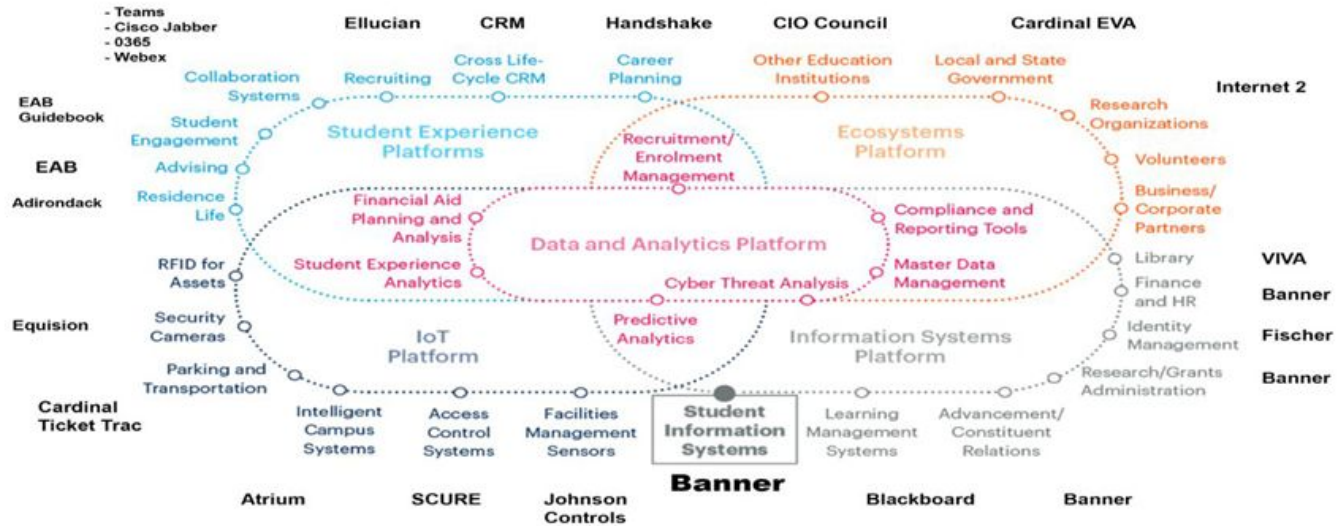 - Teams
- Cisco Jabber
- 0365
- Webex
Ellucian
CRM
Handshake
CIO Council
Cardinal EVA
Internet 2
Collaboration
Systems
Recruiting
Cross Life-
Cycle CRM
Career
Planning
Other Education
Institutions
Local and State
Government
Research
Organizations
EAB
Guidebook
Student
Engagement
Student Experience
Platforms
Recruitment/
Enrolment
Management
Ecosystems
Platform
Volunteers
EAB
Advising
Adirondack
Residence
Life
Financial Aid
Planning and
Analysis
Compliance and
Reporting Tools
Business/
Corporate
Partners
Data and Analytics Platform
RFID for
Assets
Student Experience
Analytics
Cyber Threat Analysis
Master Data
Management
Library
VIVA
Finance
and HR
Banner
Equision
Security
Cameras
IoT
Platform
Predictive
Analytics
Information Systems
Platform
Identity
Management
Fischer
Parking and
Transportation
Research/Grants
Administration
Banner
Cardinal
Ticket Trac
Intelligent
Campus
Systems
Access
Control
Systems
Facilities
Management
Sensors
Student
Information
Systems
Learning
Management
Systems
Advancement/
Constituent
Relations
Banner
Atrium
SCURE
Johnson
Controls
Blackboard
Banner